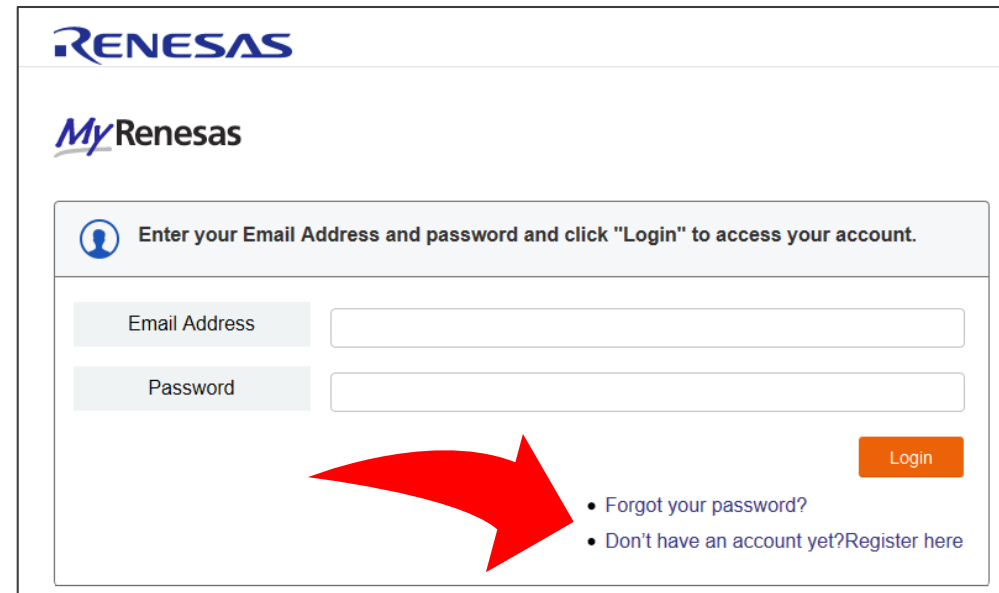 RENESAS
MyRenesas
Enter your Email Address and password and click "Login" to access your account.
Email Address
Password
Login
Forgot your password?
Don't have an account yet?Register here